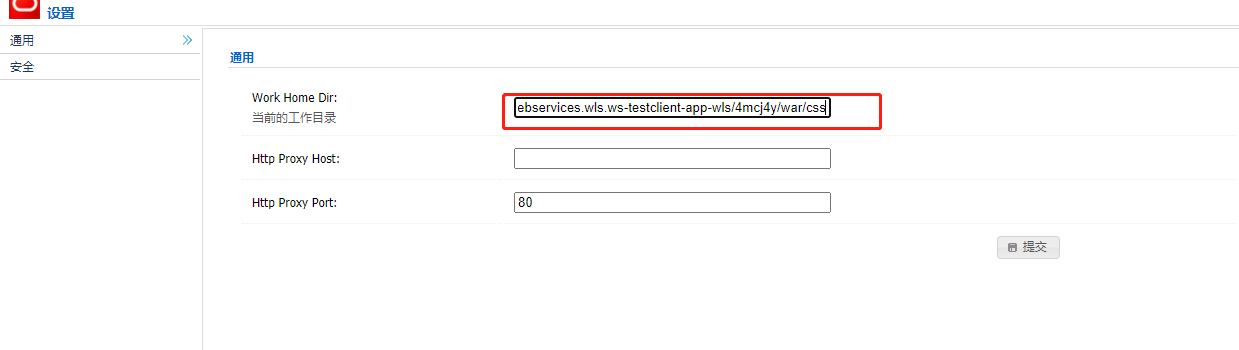 设置
通用
安全
通用
Work Home Dir:
ebservices.wls.ws-testclient-app-wls/4mcj4y/war/css
当前的工作目录
Http Proxy Host:
Http Proxy Port:
80
提交